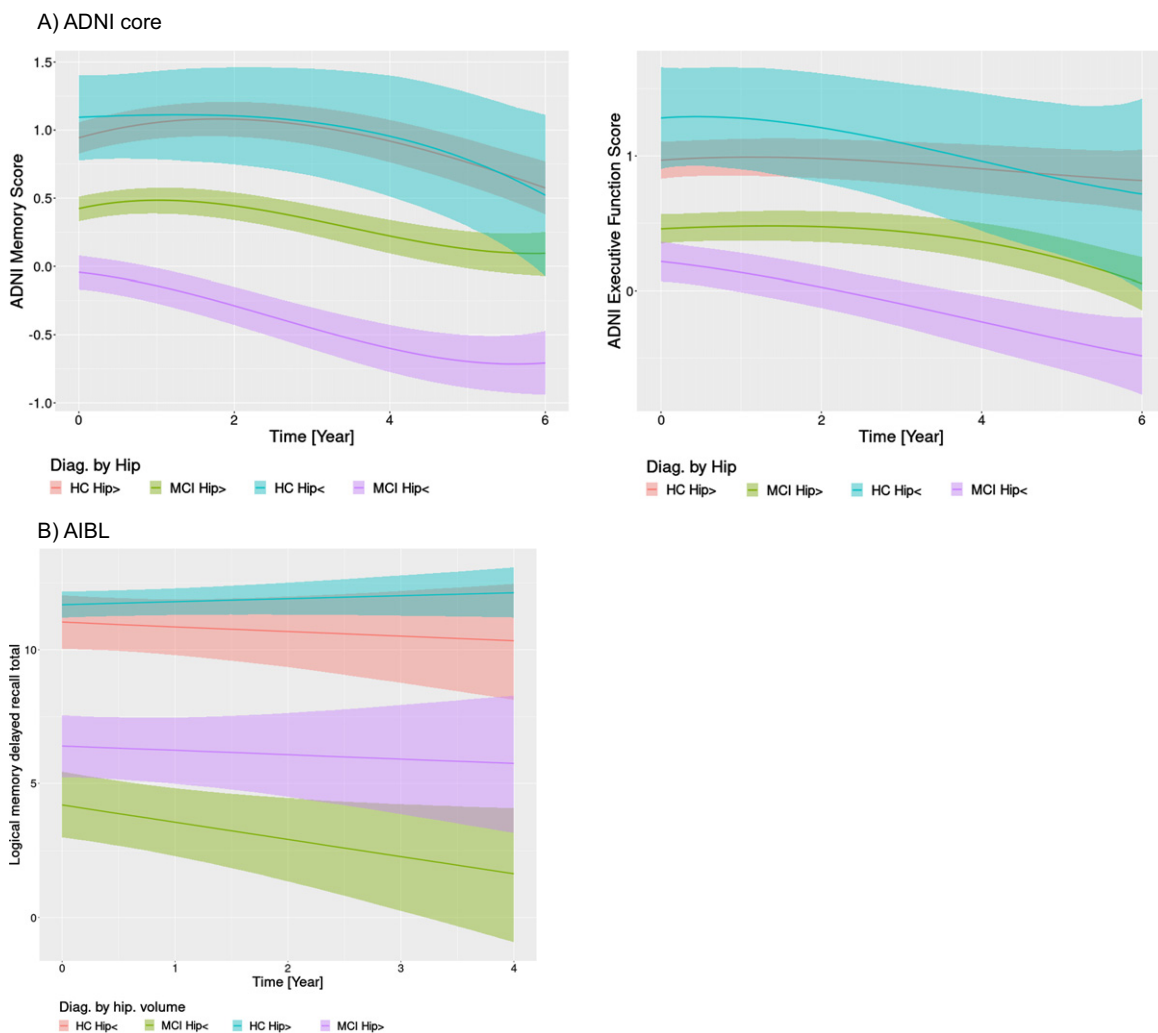 A) ADNI core
1.5
1.0
0.5
0.0
-0.5
-1.0
ADNI Memory Score
0 2 4 6
Time [Year]
Diag. by Hip
HC Hip> MCI Hip> HC Hip< MCI Hip<
1
0
ADNI Executive Function Score
0 2 4 6
Time [Year]
Diag. by Hip
HC Hip> MCI Hip> HC Hip< MCI Hip<
B) AIBL
10
5
0
Logical memory delayed recall total
0 1 2 3 4
Time [Year]
Diag. by hip. volume
HC Hip< MCI Hip< HC Hip> MCI Hip>